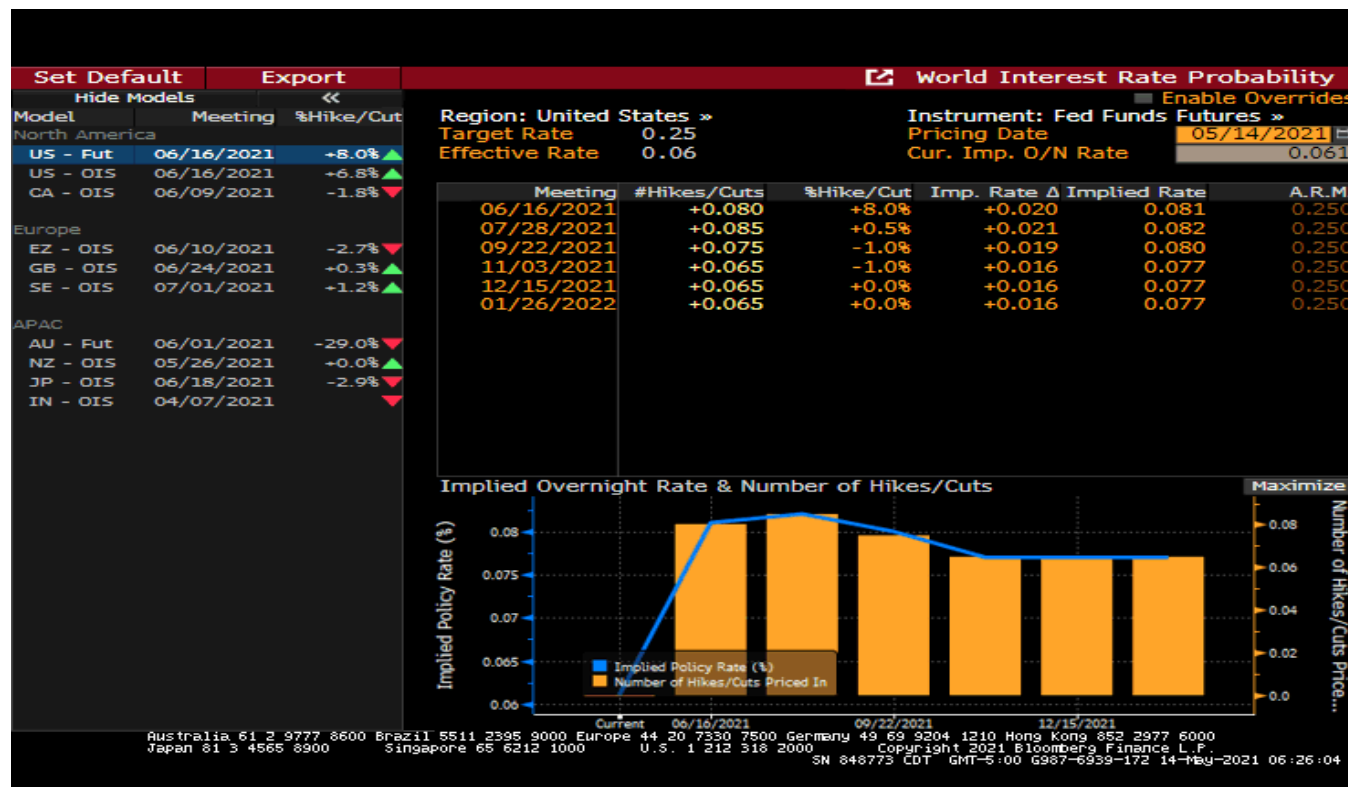 Set Default Export World Interest Rate Probability
Hide Models « Enable Overrides
Model Meeting %Hike/Cut
North America
US - Fut 06/16/2021 +8.0%
US - OIS 06/16/2021 +6.8%
CA - OIS 06/09/2021 -1.8%
Europe
EZ - OIS 06/10/2021 -2.7%
GB - OIS 06/24/2021 +0.3%
SE - OIS 07/01/2021 +1.2%
APAC
AU - Fut 06/01/2021 -29.0%
NZ - OIS 05/26/2021 +0.0%
JP - OIS 06/18/2021 -2.9%
IN - OIS 04/07/2021
Region: United States » Instrument: Fed Funds Futures »
Target Rate 0.25 Pricing Date 05/14/2021
Effective Rate 0.06 Cur. Imp. O/N Rate 0.061
Meeting #Hikes/Cuts %Hike/Cut Imp. Rate Δ Implied Rate A.R.M
06/16/2021 +0.080 +8.0% +0.020 0.081 0.250
07/28/2021 +0.085 +0.5% +0.021 0.082 0.250
09/22/2021 +0.075 -1.0% +0.019 0.080 0.250
11/03/2021 +0.065 -1.0% +0.016 0.077 0.250
12/15/2021 +0.065 +0.0% +0.016 0.077 0.250
01/26/2022 +0.065 +0.0% +0.016 0.077 0.250
Implied Overnight Rate & Number of Hikes/Cuts Maximize
Implied Policy Rate (%)
0.08
0.075
0.07
0.065
0.06
Implied Policy Rate (%)
Number of Hikes/Cuts Priced In
0.08
0.06
0.04
0.02
0.0
Number of Hikes/Cuts Price...
Current 06/16/2021 09/22/2021 12/15/2021
Australia 61 2 9777 8600 Brazil 5511 2395 9000 Europe 44 20 7330 7500 Germany 49 69 9204 1210 Hong Kong 852 2977 6000
Japan 81 3 4565 8900 Singapore 65 6212 1000 U.S. 1 212 318 2000 Copyright 2021 Bloomberg Finance L.P.
SN 848773 CDT GMT-5:00 G987-6939-172 14-May-2021 06:26:04